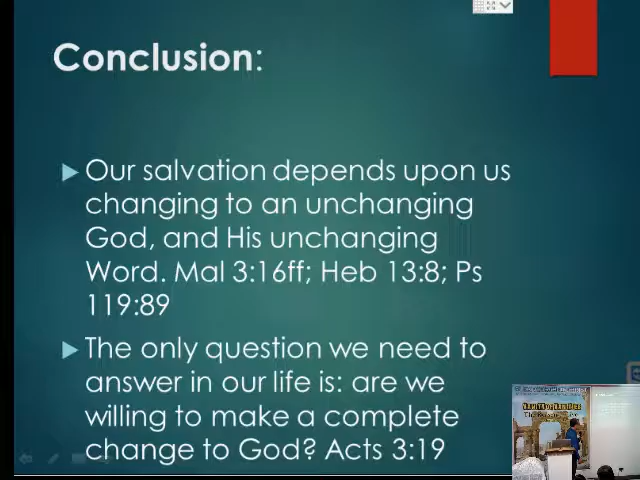 Conclusion:
Our salvation depends upon us
changing to an unchanging
God, and His unchanging
Word. Mal 3:16ff; Heb 13:8; Ps
119:89
The only question we need to
answer in our life is: are we
willing to make a complete
change to God? Acts 3:19